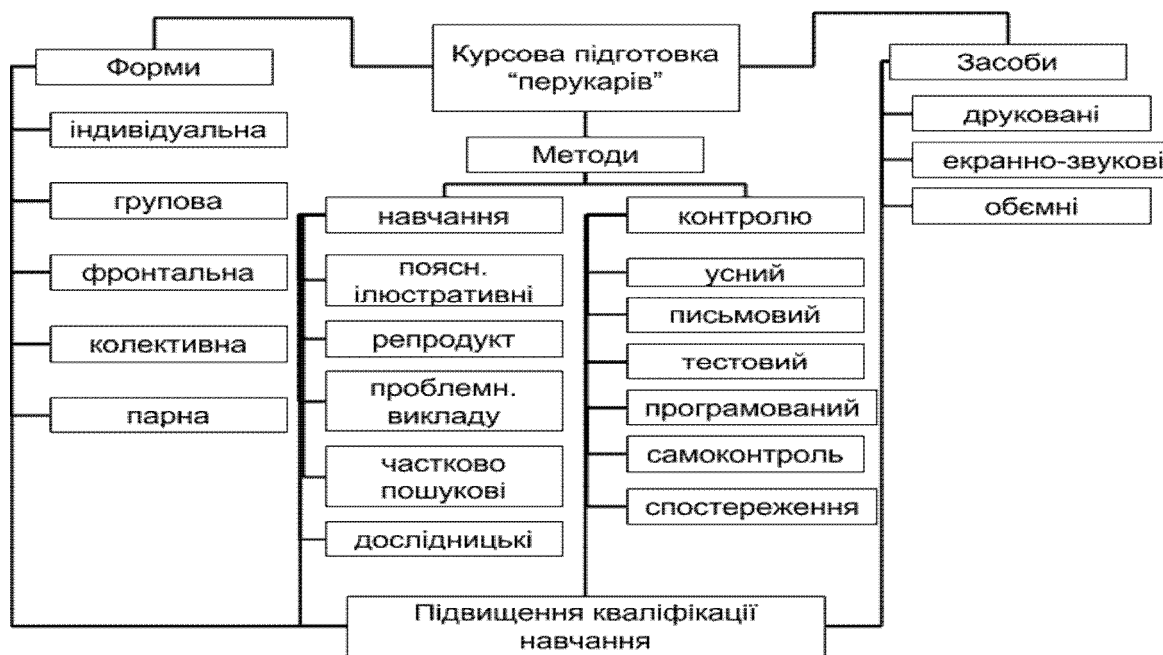 Курсова підготовка
“перукарів”
Форми
індивідуальна
групова
фронтальна
колективна
парна
Методи
навчання
поясн.
ілюстративні
репродукт
проблемн.
викладу
частково
пошукові
дослідницькі
контролю
усний
письмовий
тестовий
програмований
самоконтроль
спостереження
Засоби
друковані
екранно-звукові
обємні
Підвищення кваліфікації
навчання